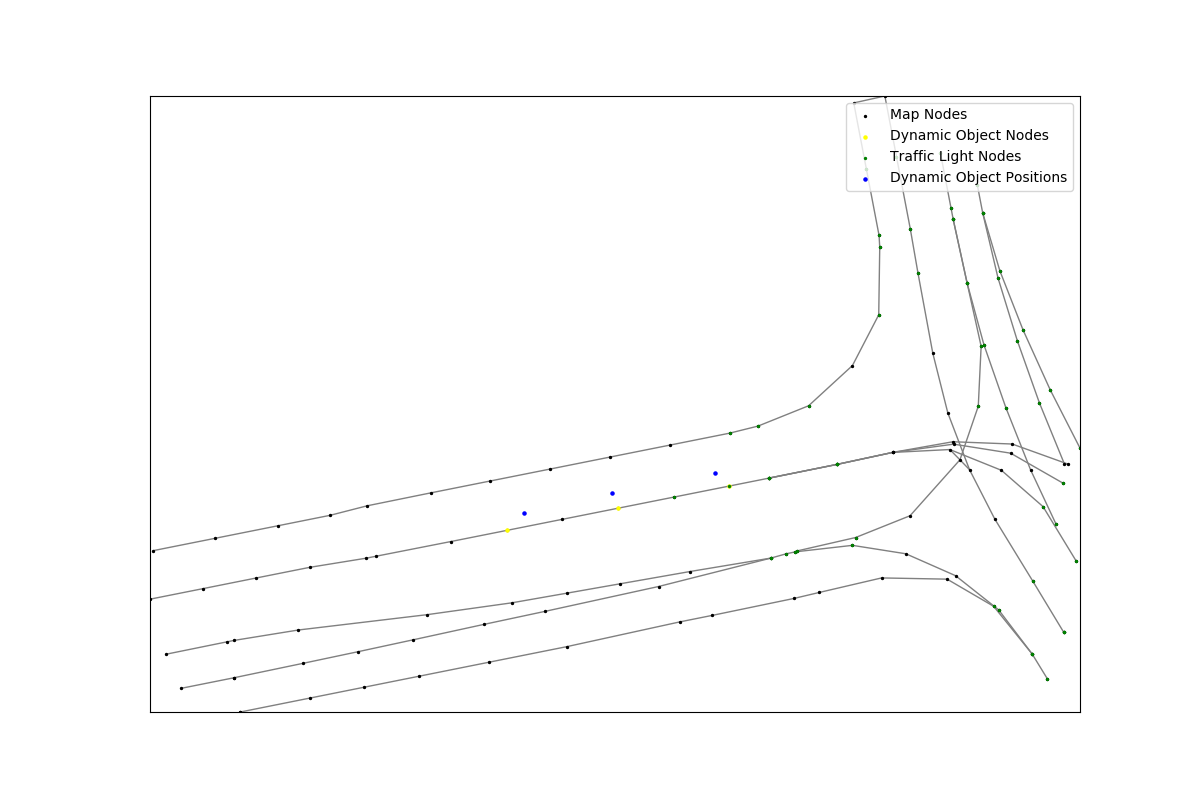 Map Nodes
Dynamic Object Nodes
Traffic Light Nodes
Dynamic Object Positions